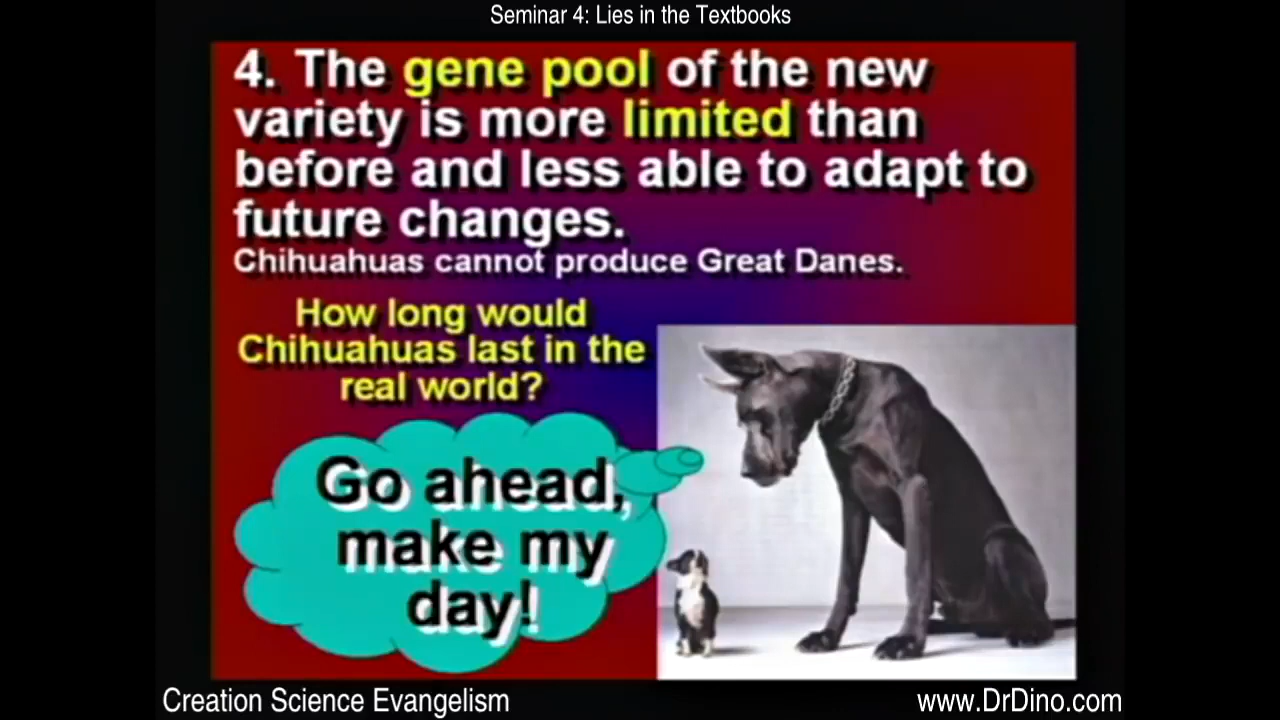 Seminar 4: Lies in the Textbooks
4. The gene pool of the new
variety is more limited than
before and less able to adapt to
future changes.
Chihuahuas cannot produce Great Danes.
How long would
Chihuahuas last in the
real world?
Go ahead,
make my
day!
Creation Science Evangelism
www.DrDino.com